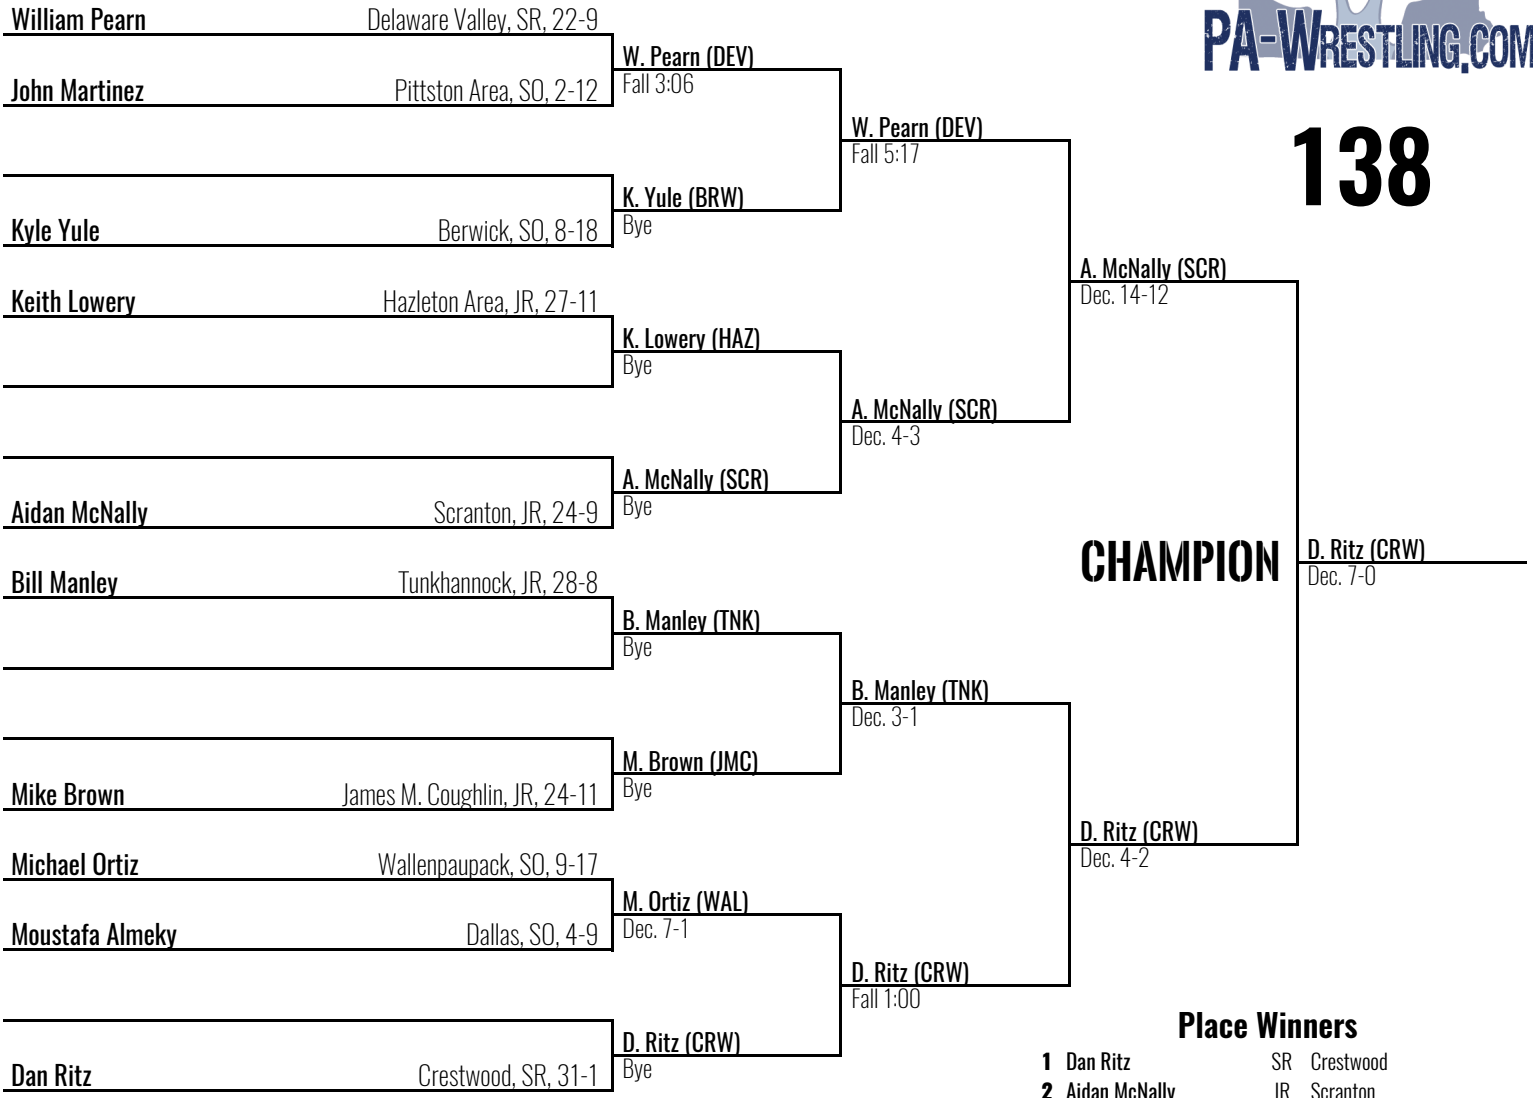 PA-WRESTLING.COM
138
William Pearn Delaware Valley, SR, 22-9
W. Pearn (DEV)
Fall 3:06
John Martinez Pittston Area, SO, 2-12
W. Pearn (DEV)
Fall 5:17
K. Yule (BRW)
Bye
Kyle Yule Berwick, SO, 8-18
A. McNally (SCR)
Dec. 14-12
Keith Lowery Hazleton Area, JR, 27-11
K. Lowery (HAZ)
Bye
A. McNally (SCR)
Dec. 4-3
A. McNally (SCR)
Bye
Aidan McNally Scranton, JR, 24-9
CHAMPION
D. Ritz (CRW)
Dec. 7-0
Bill Manley Tunkhannock, JR, 28-8
B. Manley (TNK)
Bye
B. Manley (TNK)
Dec. 3-1
M. Brown (JMC)
Bye
Mike Brown James M. Coughlin, JR, 24-11
D. Ritz (CRW)
Dec. 4-2
Michael Ortiz Wallenpaupack, SO, 9-17
M. Ortiz (WAL)
Dec. 7-1
Moustafa Almeky Dallas, SO, 4-9
D. Ritz (CRW)
Fall 1:00
D. Ritz (CRW)
Bye
Dan Ritz Crestwood, SR, 31-1
Place Winners
1 Dan Ritz SR Crestwood
2 Aidan McNally JR Scranton